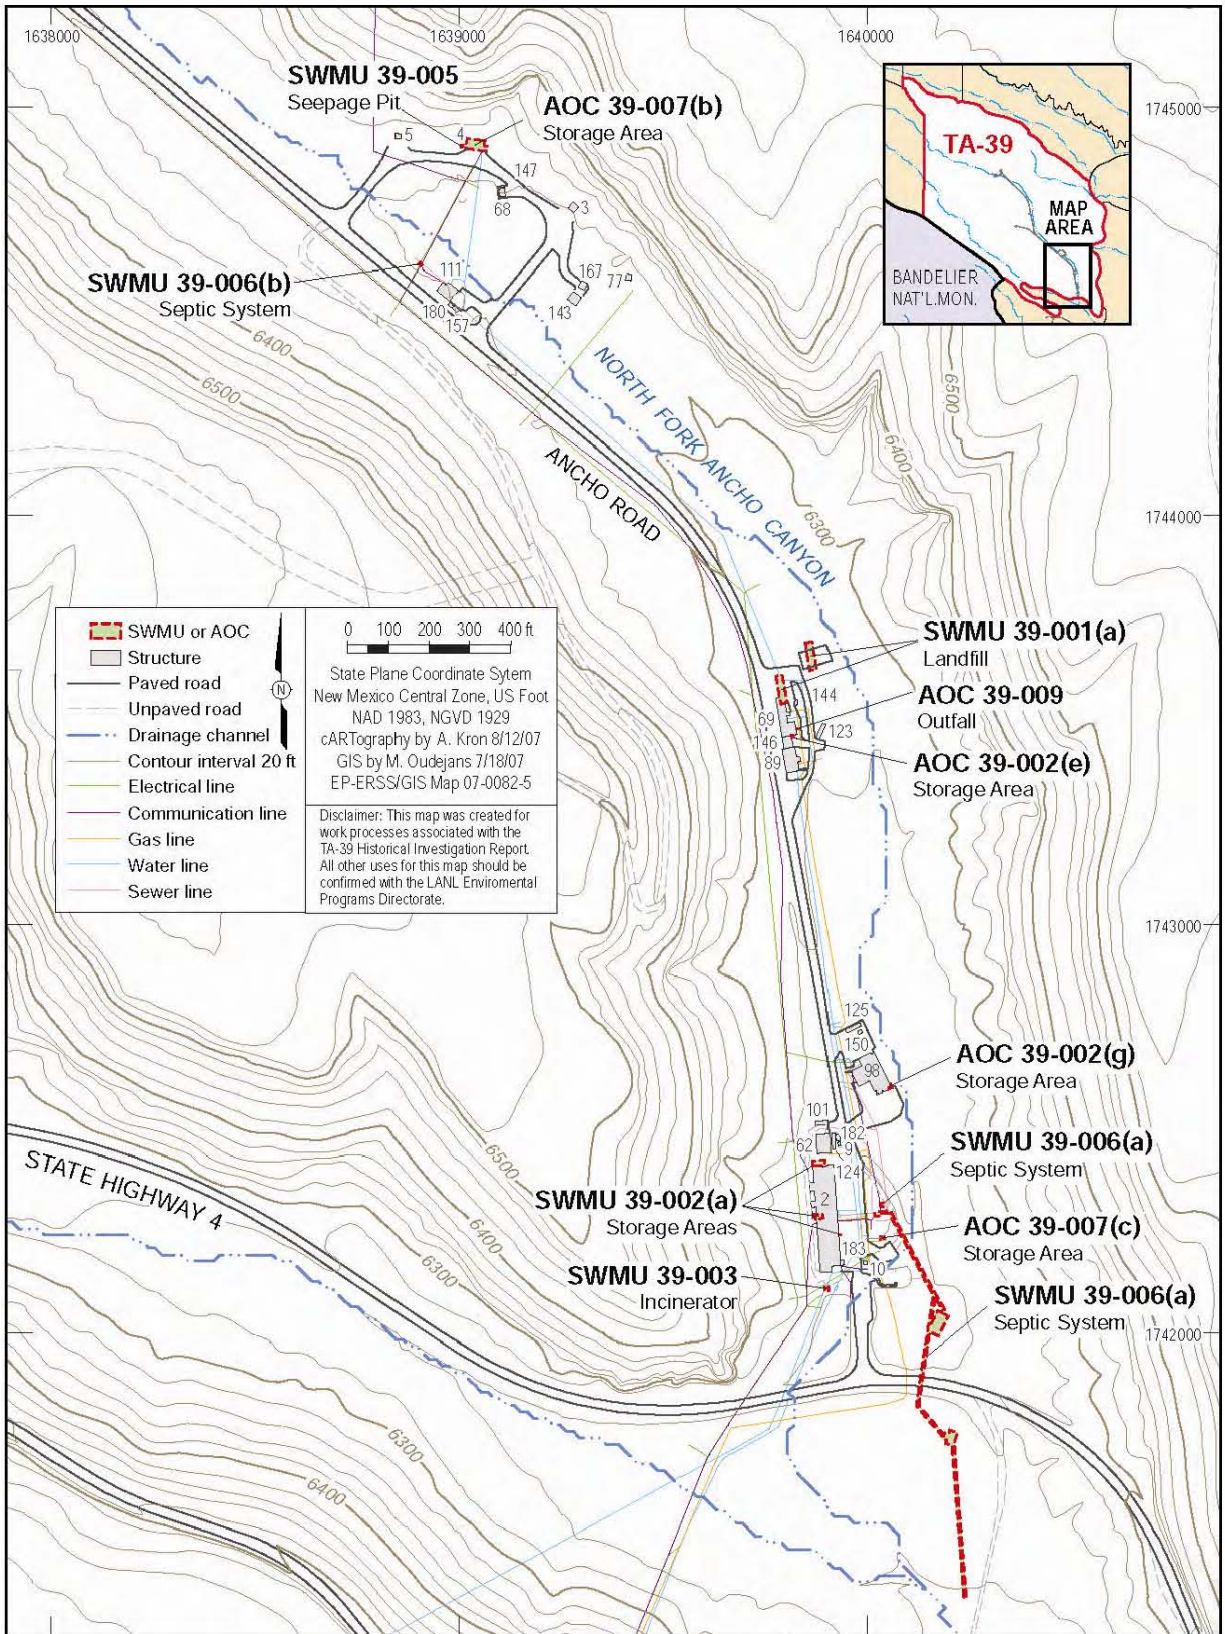 1638000
1639000
1640000
SWMU 39-005
Seepage Pit
AOC 39-007(b)
Storage Area
1745000
TA-39
MAP
AREA
BANDELIER
NAT'L.MON.
5
4
147
68
3
SWMU 39-006(b)
Septic System
111
180
157
167
77
143
6400
6500
NORTH FORK ANCHO CANYON
ANCHO ROAD
6500
6400
6300
1744000
SWMU or AOC
Structure
Paved road
Unpaved road
Drainage channel
Contour interval 20 ft
Electrical line
Communication line
Gas line
Water line
Sewer line
N
0 100 200 300 400 ft
State Plane Coordinate Sytem
New Mexico Central Zone, US Foot
NAD 1983, NGVD 1929
cARTography by A. Kron 8/12/07
GIS by M. Oudejans 7/18/07
EP-ERSS/GIS Map 07-0082-5
Disclaimer: This map was created for
work processes associated with the
TA-39 Historical Investigation Report.
All other uses for this map should be
confirmed with the LANL Enviromental
Programs Directorate.
SWMU 39-001(a)
Landfill
144
AOC 39-009
Outfall
69
123
146
89
AOC 39-002(e)
Storage Area
1743000
125
150
98
AOC 39-002(g)
Storage Area
101
182
62
9
124
SWMU 39-006(a)
Septic System
STATE HIGHWAY 4
6500
6400
6300
SWMU 39-002(a)
Storage Areas
2
183
10
AOC 39-007(c)
Storage Area
SWMU 39-003
Incinerator
SWMU 39-006(a)
Septic System
1742000
6300
6400